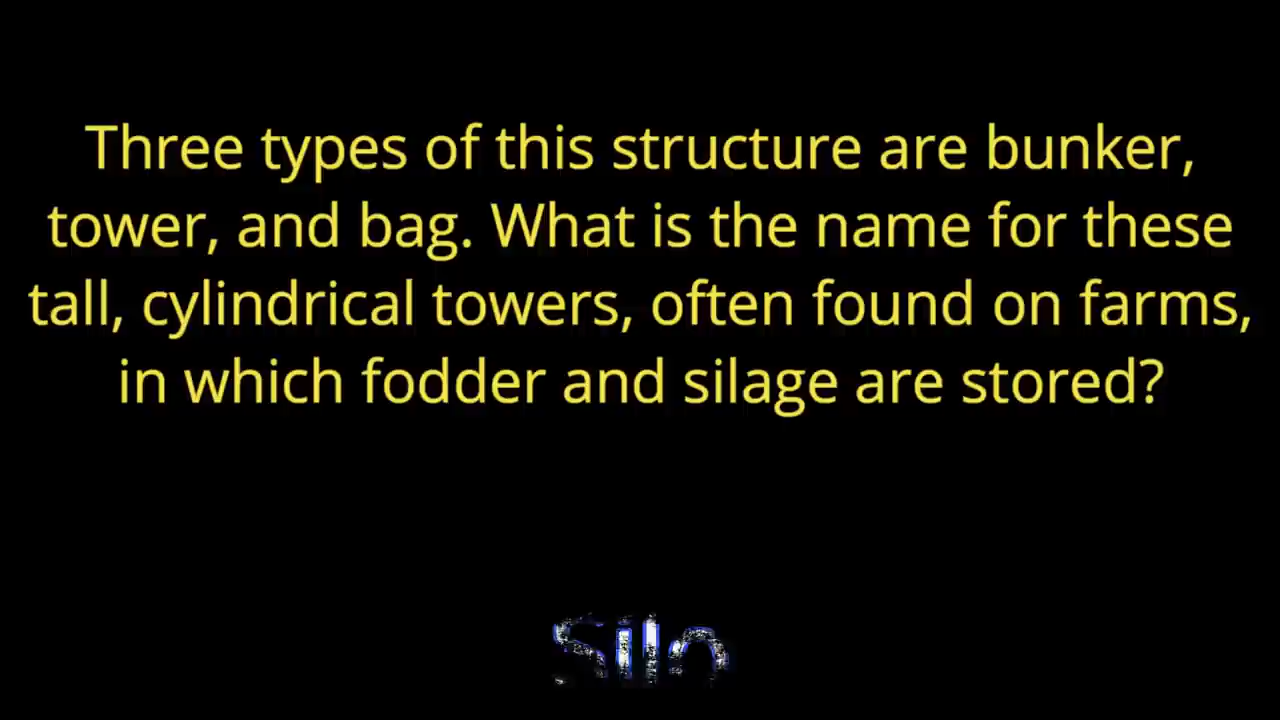 Three types of this structure are bunker,
tower, and bag. What is the name for these
tall, cylindrical towers, often found on farms,
in which fodder and silage are stored?
Silo